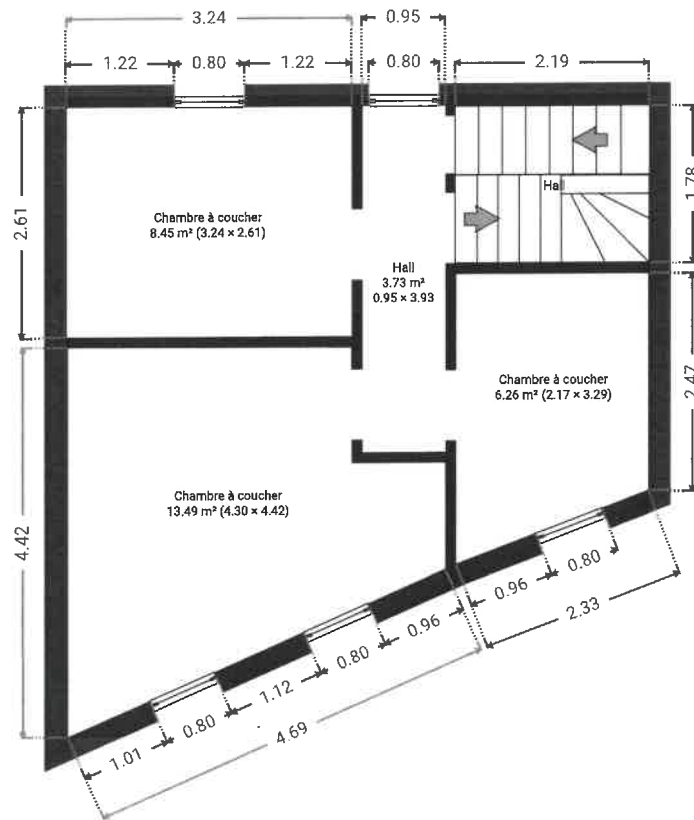 3.24
0.95
1.22
0.80
1.22
0.80
2.19
2.61
1.78
Hall
Chambre à coucher
8.45 m² (3.24 × 2.61)
Hall
3.73 m²
0.95 × 3.93
Chambre à coucher
6.26 m² (2.17 × 3.29)
2.47
4.42
Chambre à coucher
13.49 m² (4.30 × 4.42)
0.80
0.96
2.33
0.96
0.80
1.12
0.80
1.01
4.69